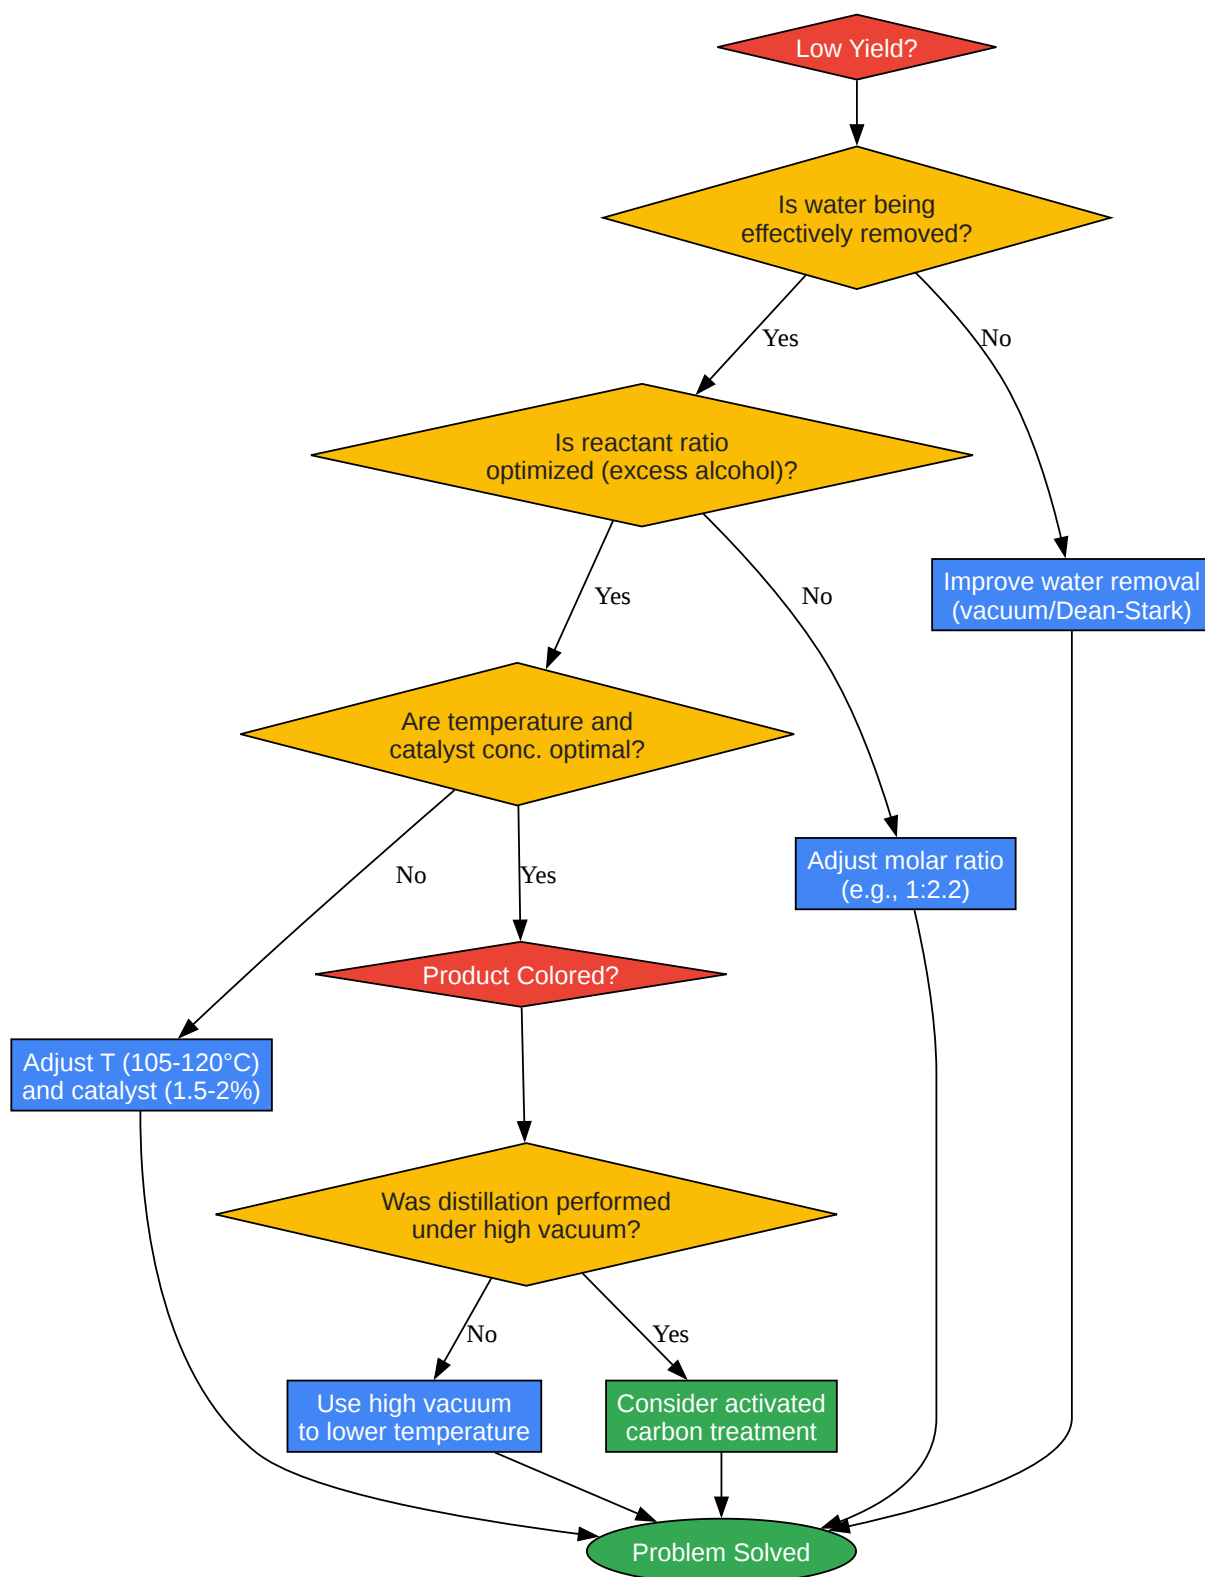 Low Yield?
Is water being
effectively removed?
Yes
No
Is reactant ratio
optimized (excess alcohol)?
Yes
No
Improve water removal
(vacuum/Dean-Stark)
Are temperature and
catalyst conc. optimal?
No
Yes
Adjust molar ratio
(e.g., 1:2.2)
Product Colored?
Adjust T (105-120°C)
and catalyst (1.5-2%)
Was distillation performed
under high vacuum?
No
Yes
Use high vacuum
to lower temperature
Consider activated
carbon treatment
Problem Solved